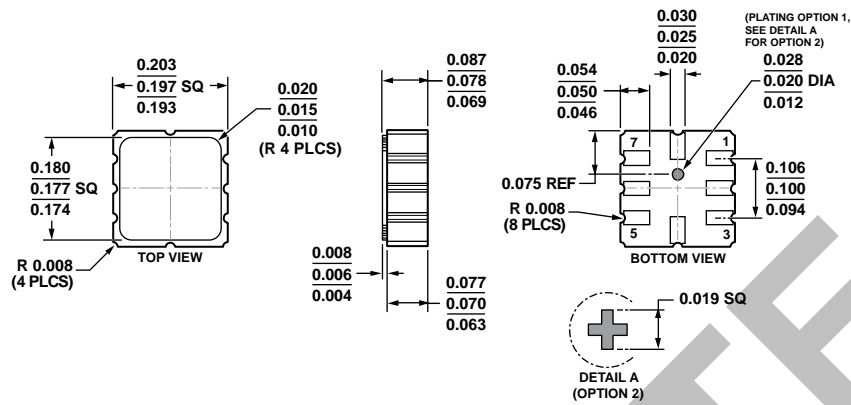 0.203
0.197 SQ
0.193
0.020
0.015
0.010
(R 4 PLCS)
0.180
0.177 SQ
0.174
R 0.008
(4 PLCS)
TOP VIEW
0.087
0.078
0.069
0.008
0.006
0.004
0.077
0.070
0.063
0.030
0.025
0.020
(PLATING OPTION 1,
SEE DETAIL A
FOR OPTION 2)
0.054
0.050
0.046
0.028
0.020 DIA
0.012
7
1
0.075 REF
0.106
0.100
0.094
R 0.008
(8 PLCS)
5
3
BOTTOM VIEW
0.019 SQ
DETAIL A
(OPTION 2)